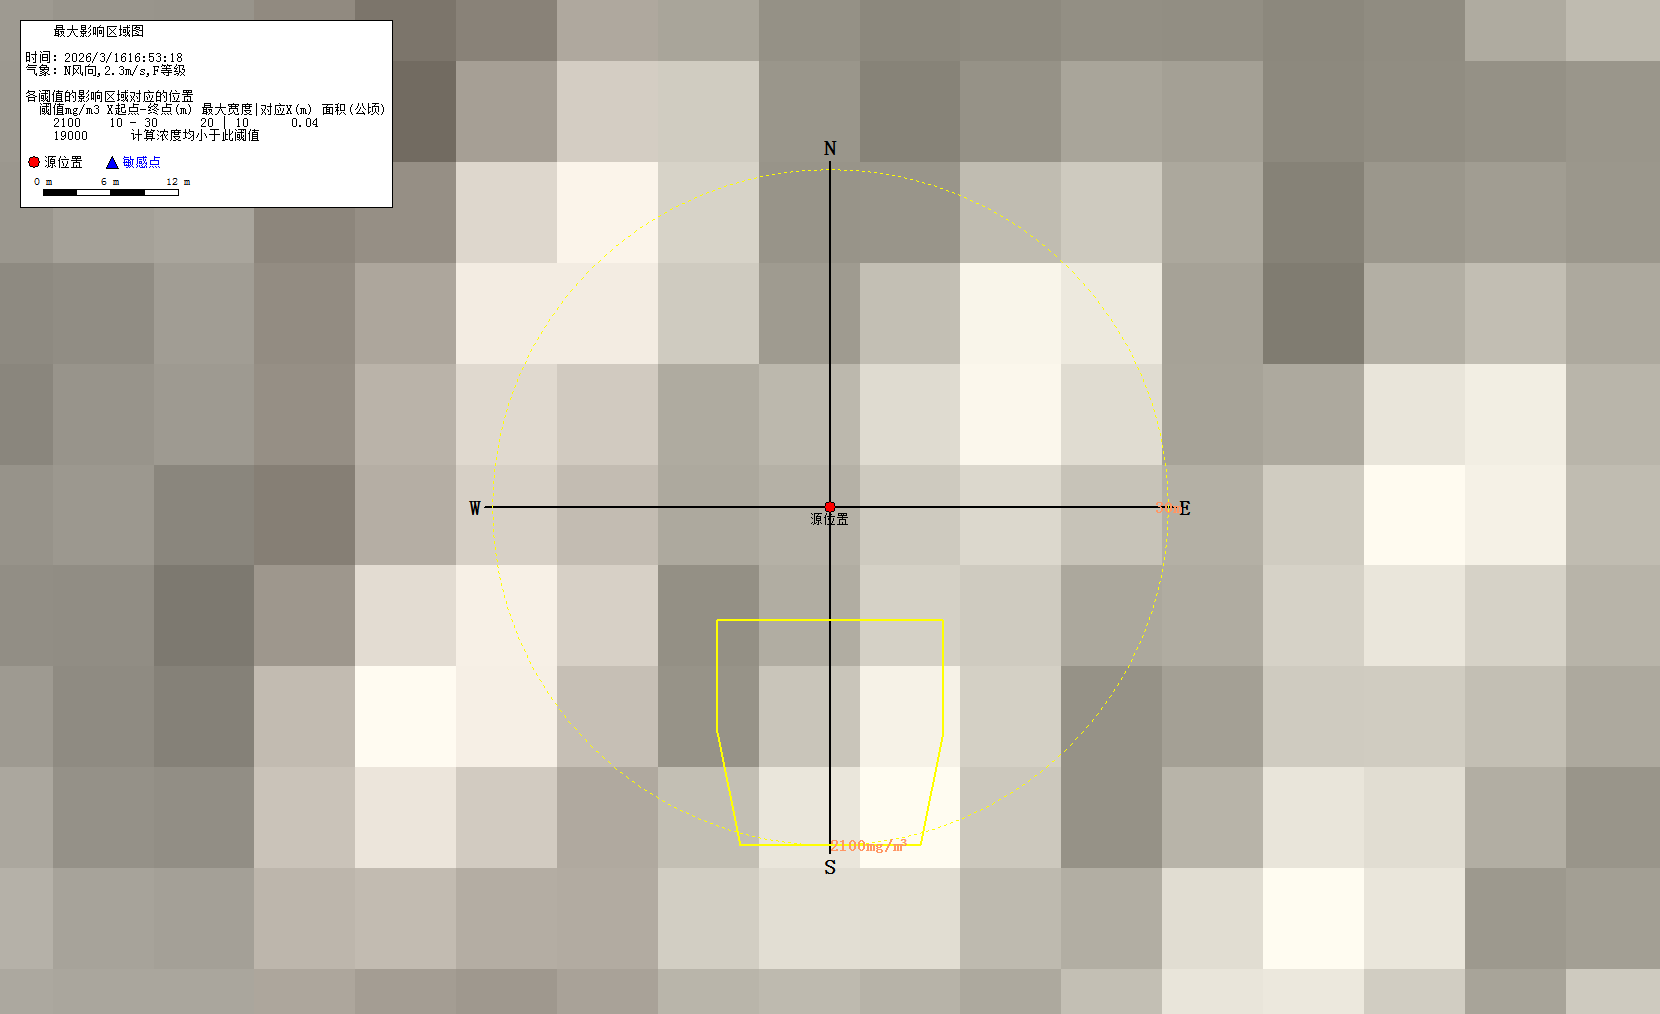 最大影响区域图
时间：2026/3/1616:53:18
气象：N风向,2.3m/s,F等级
各阈值的影响区域对应的位置
阈值mg/m3 X起点-终点(m) 最大宽度|对应X(m) 面积(公顷)
2100 10 - 30 20 | 10 0.04
19000 计算浓度均小于此阈值
源位置 敏感点
0 m 6 m 12 m
N
W
E
源位置
2100mg/m³
S